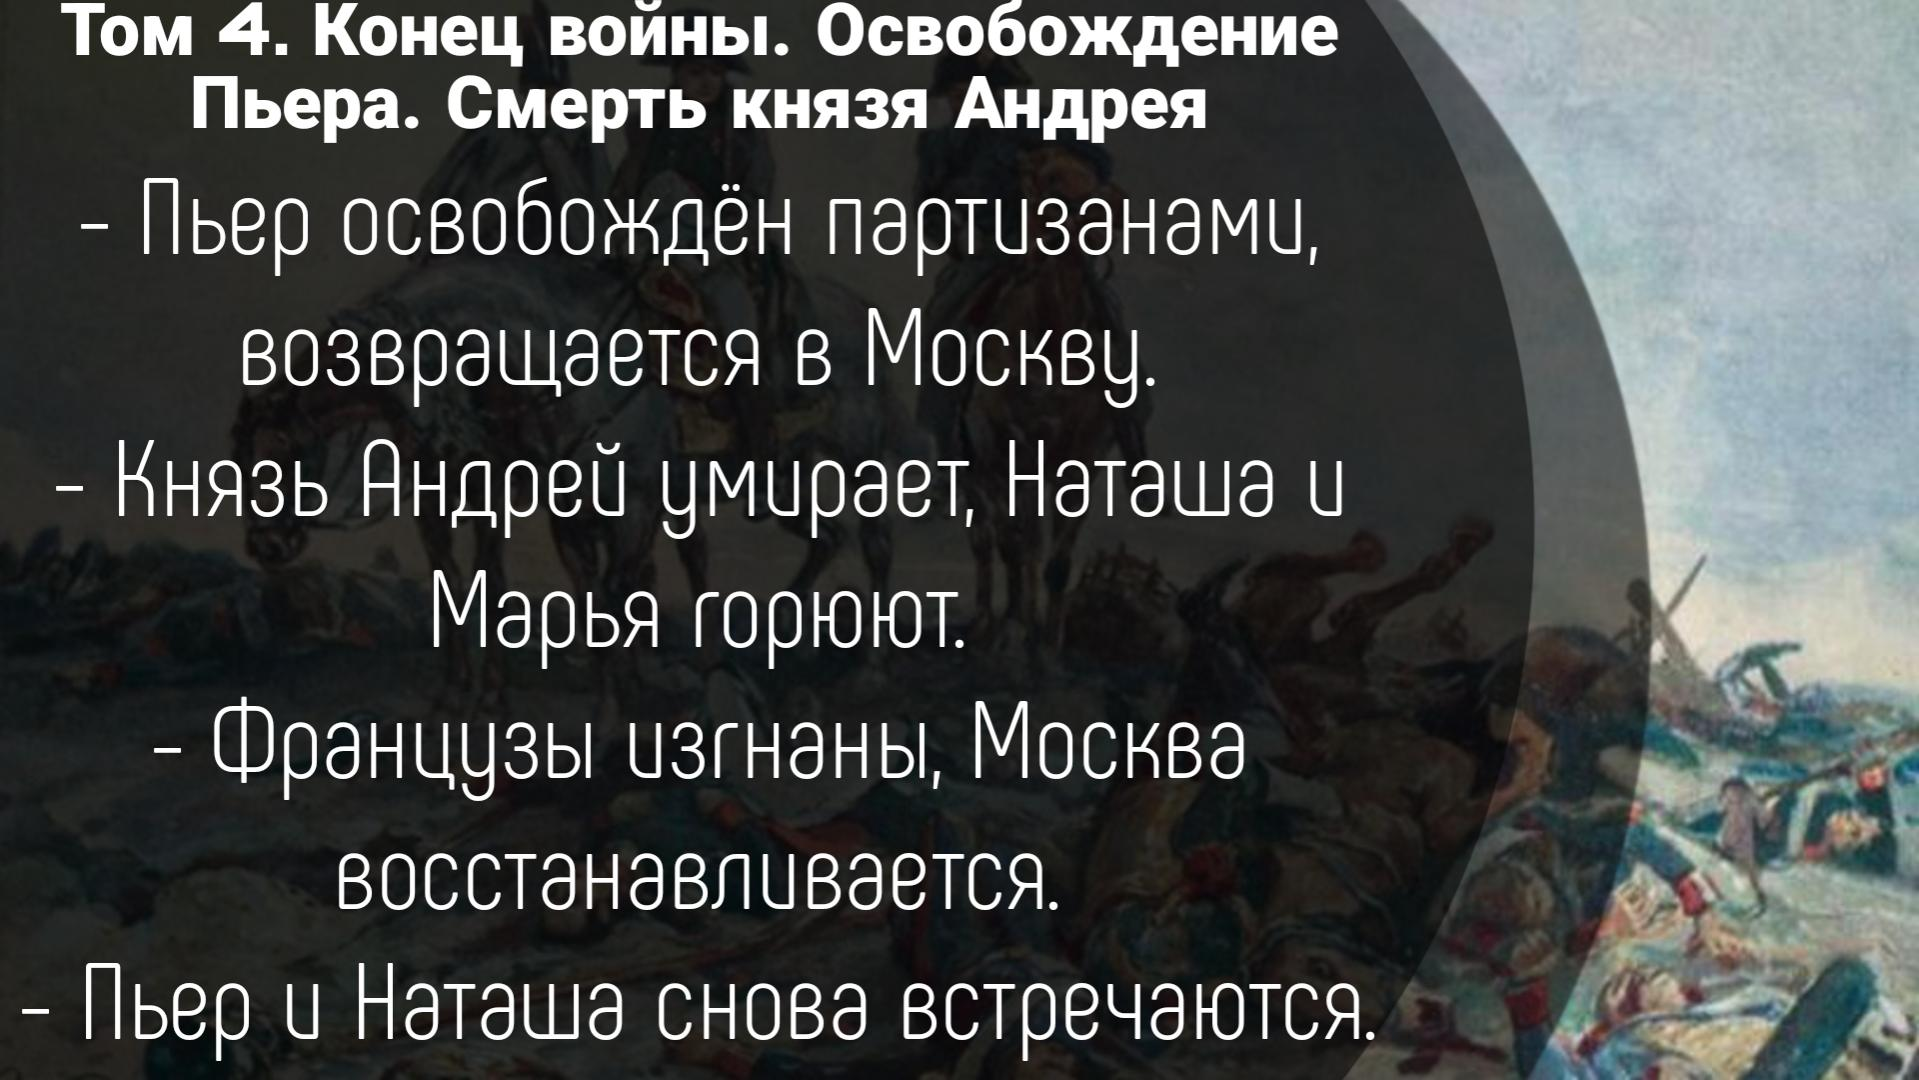 Том 4. Конец войны. Освобождение
Пьера. Смерть князя Андрея
- Пьер освобождён партизанами,
возвращается в Москву.
- Князь Андрей умирает, Наташа и
Марья горюют.
- Французы изгнаны, Москва
восстанавливается.
- Пьер и Наташа снова встречаются.